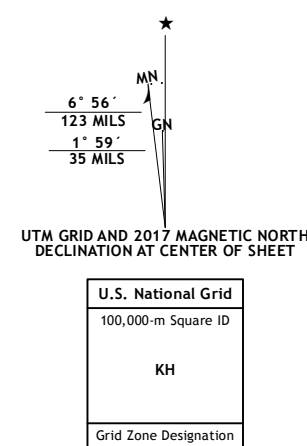 ★
MN
GN
6° 56´
123 MILS
1° 59´
35 MILS
UTM GRID AND 2017 MAGNETIC NORTH
DECLINATION AT CENTER OF SHEET
U.S. National Grid
100,000-m Square ID
KH
Grid Zone Designation